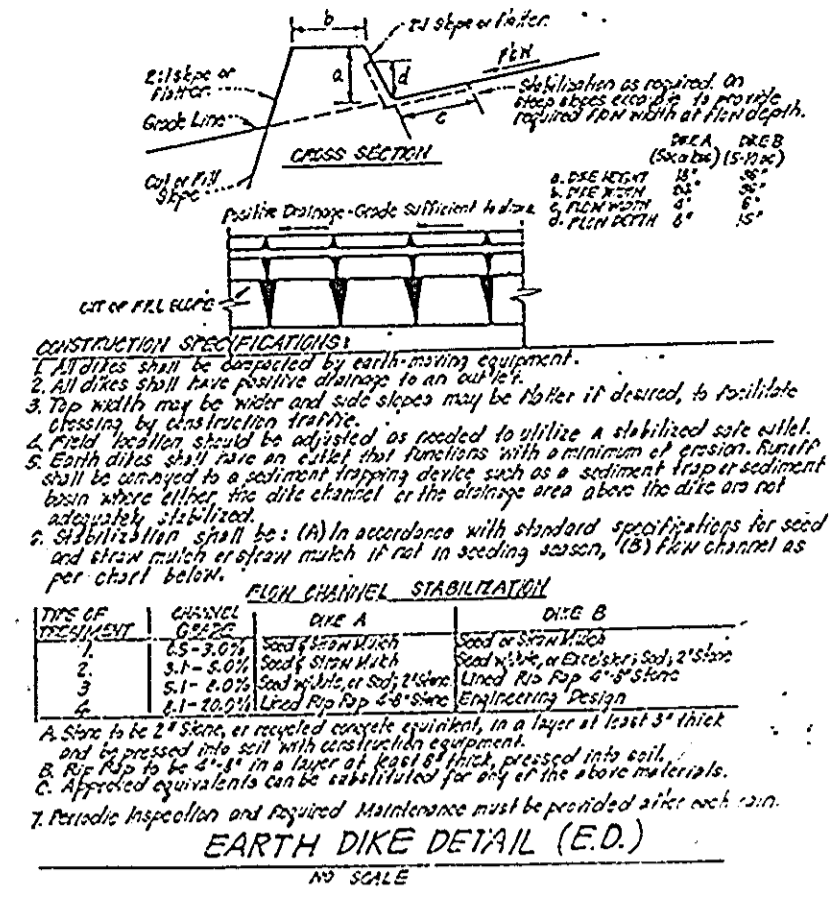 b
2:1 Slope or Flatter
2:1 Slope or Flatter
a
d
FLOW
Stabilization as required. On
steep slopes excavate to provide
required flow width at flow depth.
c
Grade Line
CROSS SECTION
Cut or Fill
Slope
DIKE A DIKE B
(5 ac or less) (5-10 ac)
a. DIKE HEIGHT 18" 36"
b. DIKE WIDTH 36"
c. FLOW WIDTH 4' 6'
d. FLOW DEPTH 8" 15"
Positive Drainage-Grade Sufficient to drain
CUT OR FILL SLOPE
CONSTRUCTION SPECIFICATIONS:
1. All dikes shall be compacted by earth-moving equipment.
2. All dikes shall have positive drainage to an outlet.
3. Top width may be wider and side slopes may be flatter if desired, to facilitate
crossing by construction traffic.
4. Field location should be adjusted as needed to utilize a stabilized safe outlet.
5. Earth dikes shall have an outlet that functions with a minimum of erosion. Runoff
shall be conveyed to a sediment trapping device such as a sediment trap or sediment
basin where either the dike channel or the drainage area above the dike are not
adequately stabilized.
6. Stabilization shall be: (A) In accordance with standard specifications for seed
and straw mulch or straw mulch if not in seeding season, (B) Flow channel as
per chart below.
FLOW CHANNEL STABILIZATION
TYPE OF TREATMENT CHANNEL GRADE DIKE A DIKE B
1. 0.5-3.0% Seed & Straw Mulch Seed or Straw Mulch
2. 3.1-5.0% Seed & Straw Mulch Seed w/Jute, or Excelsior; Sod; 2" Stone
3 5.1-8.0% Seed w/Jute, or Sod; 2" Stone Lined Rip Rap 4"-8" Stone
4. 8.1-20.0% Lined Rip Rap 4"-8" Stone Engineering Design
A. Stone to be 2" Stone, or recycled concrete equivalent, in a layer at least 3" thick
and be pressed into soil with construction equipment.
B. Rip Rap to be 4"-8" in a layer at least 8" thick, pressed into soil.
C. Approved equivalents can be substituted for any of the above materials.
7. Periodic Inspection and Required Maintenance must be provided after each rain.
EARTH DIKE DETAIL (E.D.)
NO SCALE